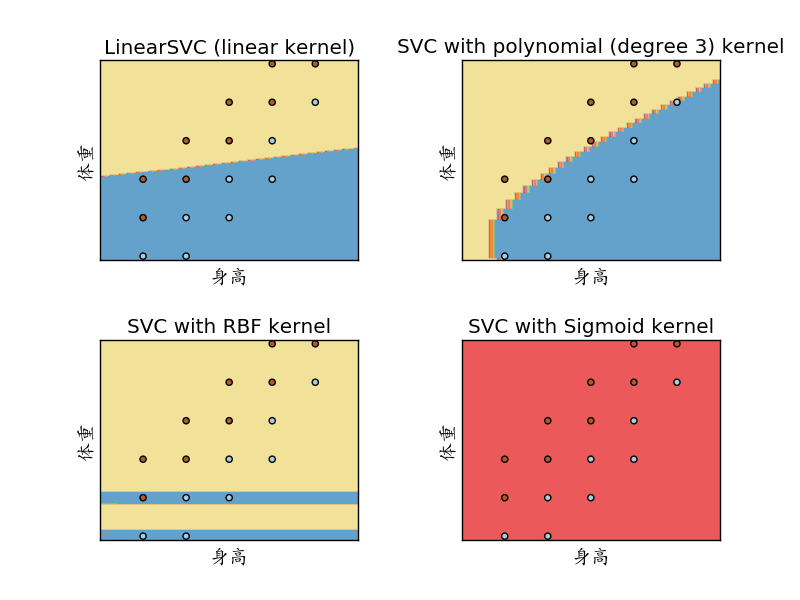 LinearSVC (linear kernel)
SVC with polynomial (degree 3) kernel
体重
体重
身高
身高
SVC with RBF kernel
SVC with Sigmoid kernel
体重
体重
身高
身高